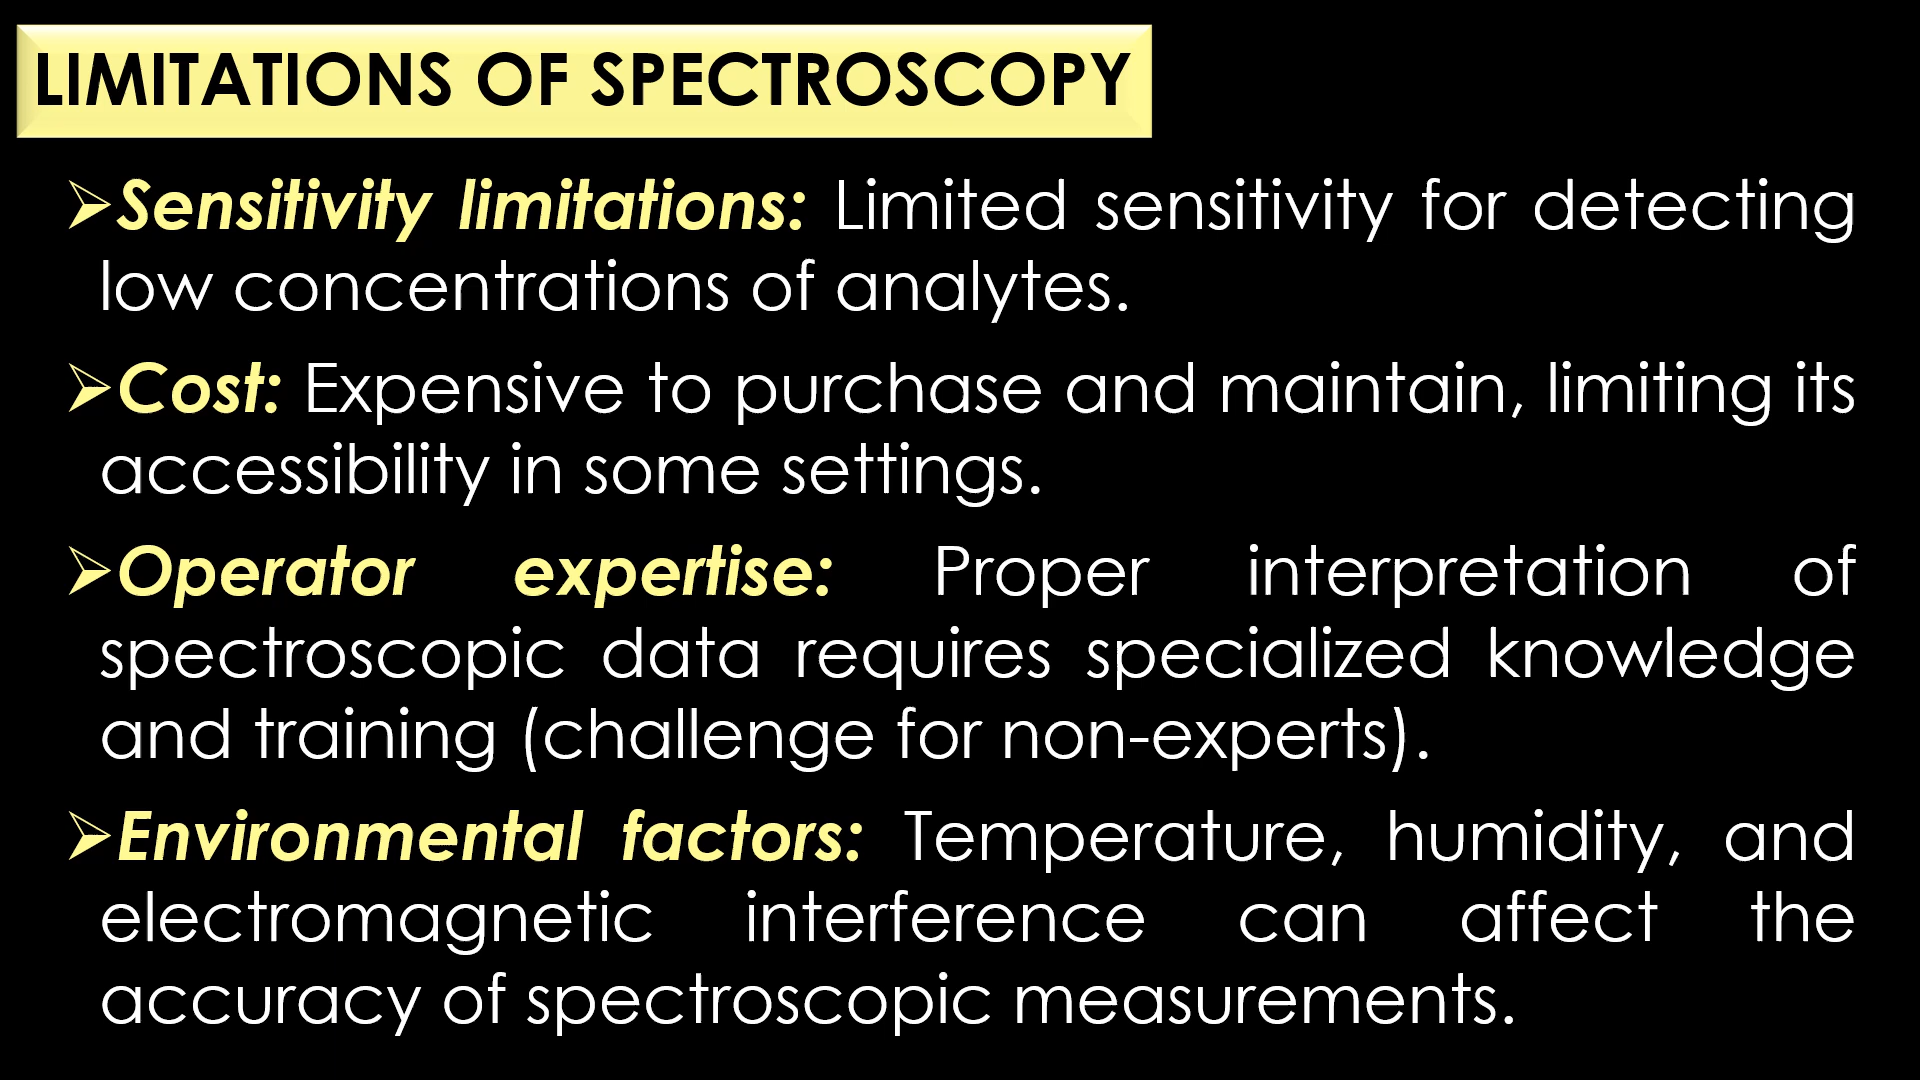 LIMITATIONS OF SPECTROSCOPY
➢Sensitivity limitations: Limited sensitivity for detecting
low concentrations of analytes.
➢Cost: Expensive to purchase and maintain, limiting its
accessibility in some settings.
➢Operator expertise: Proper interpretation of
spectroscopic data requires specialized knowledge
and training (challenge for non-experts).
➢Environmental factors: Temperature, humidity, and
electromagnetic interference can affect the
accuracy of spectroscopic measurements.